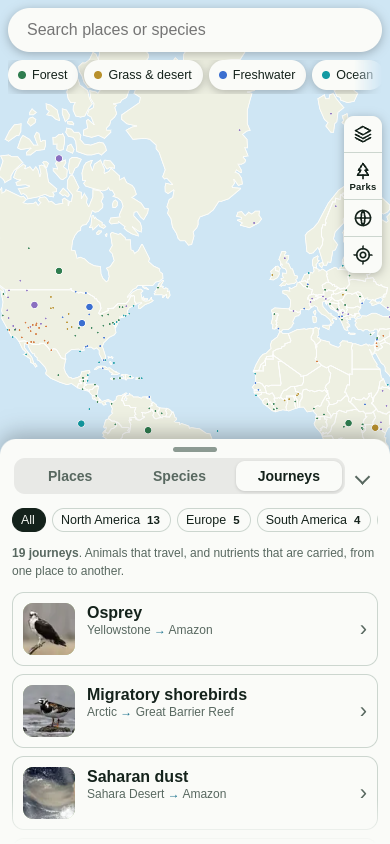 Search places or species
Forest
Grass & desert
Freshwater
Ocean
Parks
Places
Species
Journeys
All
North America 13
Europe 5
South America 4
19 journeys. Animals that travel, and nutrients that are carried, from
one place to another.
Osprey
Yellowstone → Amazon
Migratory shorebirds
Arctic → Great Barrier Reef
Saharan dust
Sahara Desert → Amazon